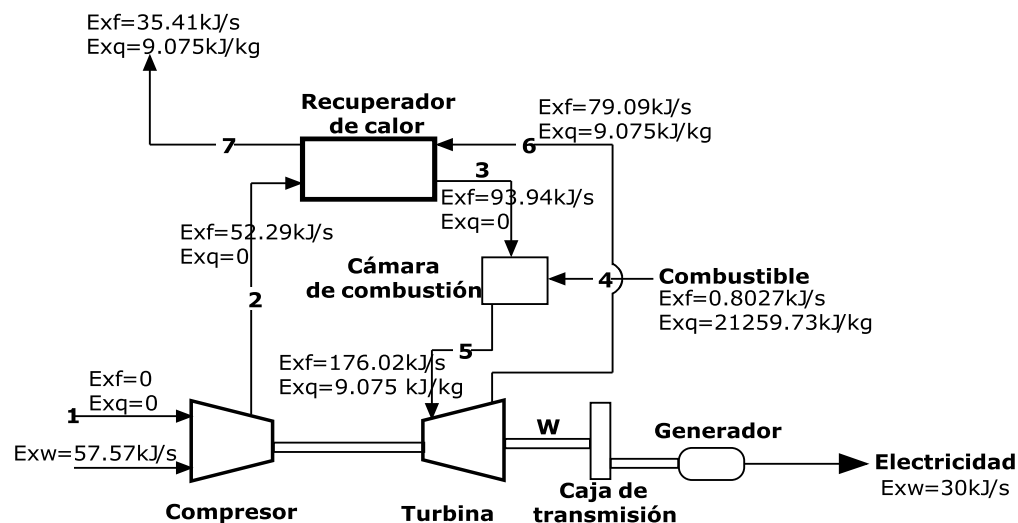 Exf=35.41kJ/s
Exq=9.075kJ/kg
Recuperador
de calor
Exf=79.09kJ/s
Exq=9.075kJ/kg
7
6
3
Exf=93.94kJ/s
Exq=0
Exf=52.29kJ/s
Exq=0
Cámara
de combustión
4
Combustible
Exf=0.8027kJ/s
Exq=21259.73kJ/kg
2
5
Exf=176.02kJ/s
Exq=9.075 kJ/kg
Exf=0
Exq=0
1
Exw=57.57kJ/s
W
Generador
Electricidad
Exw=30kJ/s
Compresor
Turbina
Caja de
transmisión